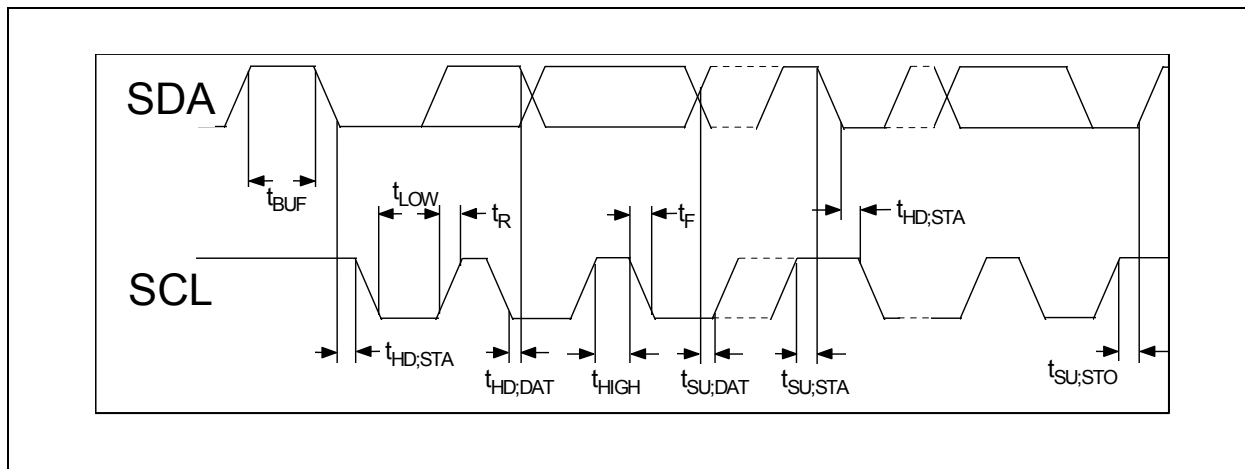 SDA
tBUF
tLOW
tR
tF
tHD;STA
SCL
tHD;STA
tHD;DAT
tHIGH
tSU;DAT
tSU;STA
tSU;STO